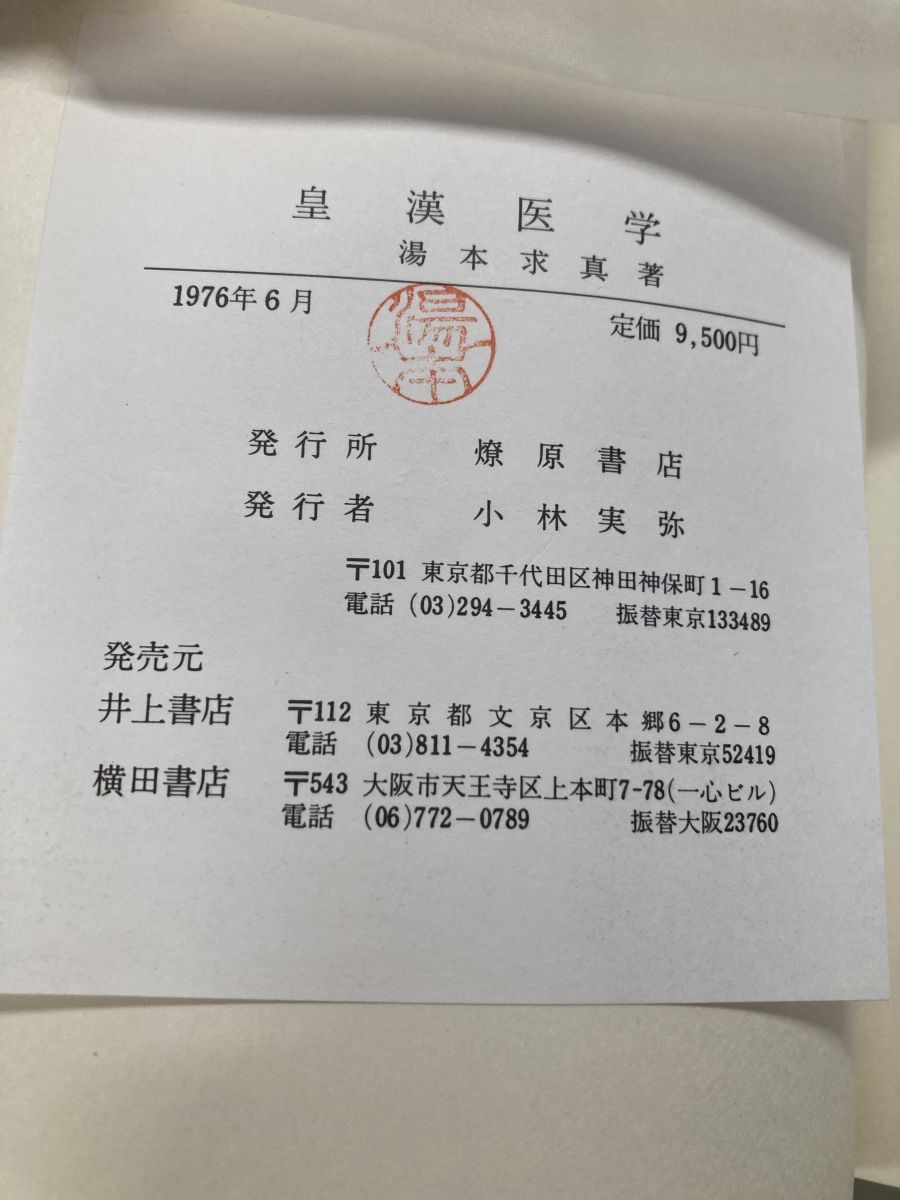 皇漢医学
湯本求真著
1976年6月
定価 9,500円
湯本
発行所 燎原書店
発行者 小林実弥
〒101 東京都千代田区神田神保町1-16
電話 (03)294-3445 振替東京133489
発売元
井上書店 〒112 東京都文京区本郷6-2-8
電話 (03)811-4354 振替東京52419
横田書店 〒543 大阪市天王寺区上本町7-78(一心ビル)
電話 (06)772-0789 振替大阪23760